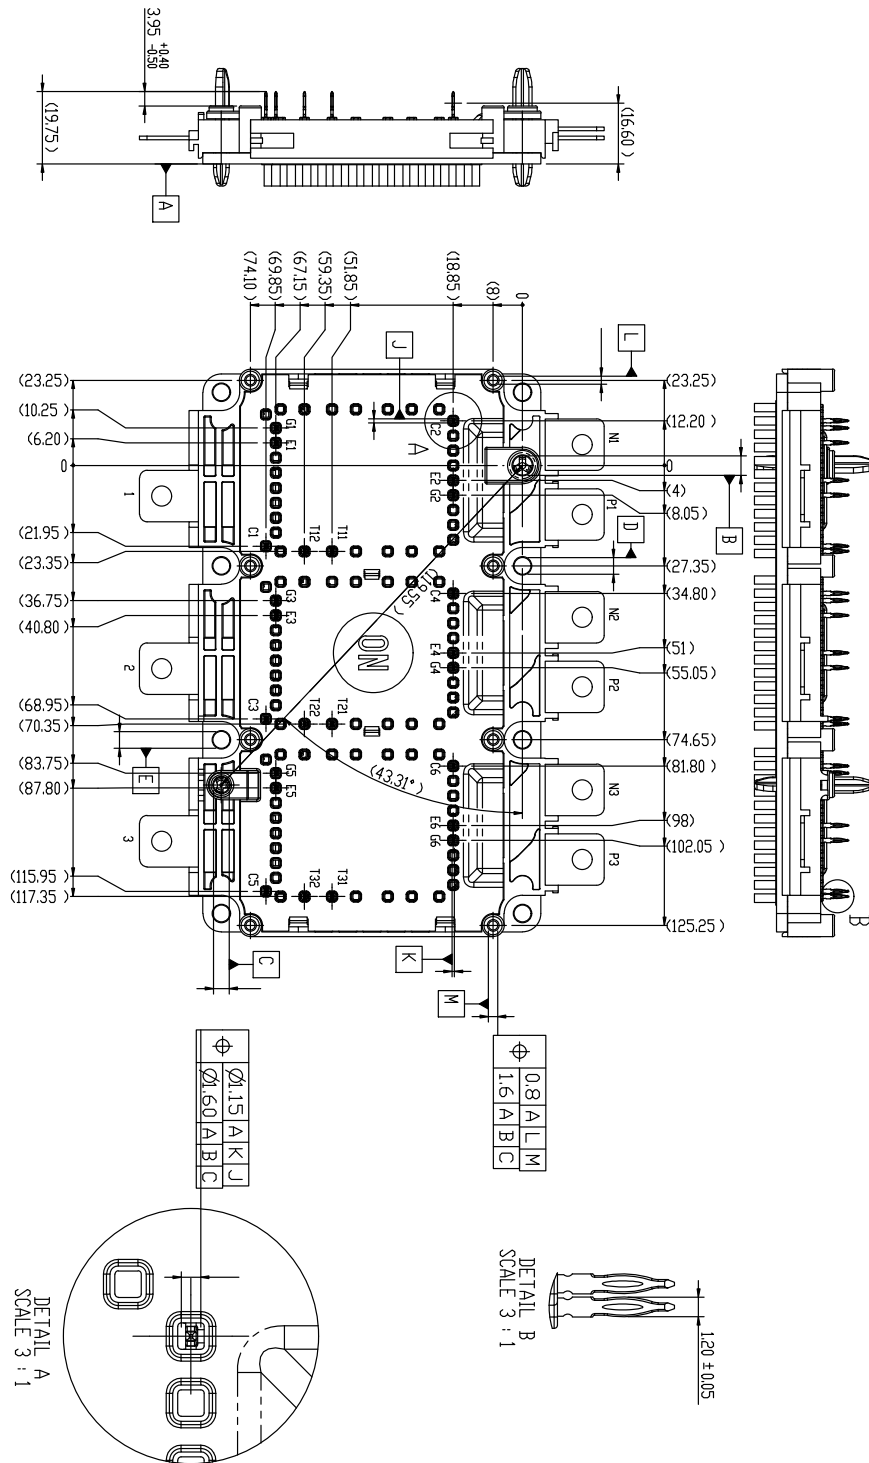 3.95 +0.40 -0.50
(19.75)
(16.60)
A
(74.10)
(69.85)
(67.15)
(59.35)
(51.85)
(18.85)
(8)
0
J
L
(23.25)
(10.25)
(6.20)
0
(21.95)
(23.35)
(36.75)
(40.80)
(68.95)
(70.35)
(83.75)
(87.80)
(115.95)
(117.35)
(23.25)
(12.20)
0
(4)
(8.05)
(27.35)
(34.80)
(51)
(55.05)
(74.65)
(81.80)
(98)
(102.05)
(125.25)
B
D
E
C
K
M
G1
E1
C1
T12
T11
C2
A
E2
G2
N1
P1
1
G3
E3
C3
T22
T21
C4
E4
G4
N2
P2
2
G5
E5
C5
T32
T31
C6
E6
G6
N3
P3
3
ON
(119.55)
(43.31°)
B
0.8 A L M
1.6 A B C
Ø1.15 A K J
Ø1.60 A B C
DETAIL B
SCALE 3 : 1
1.20 ±0.05
DETAIL A
SCALE 3 : 1